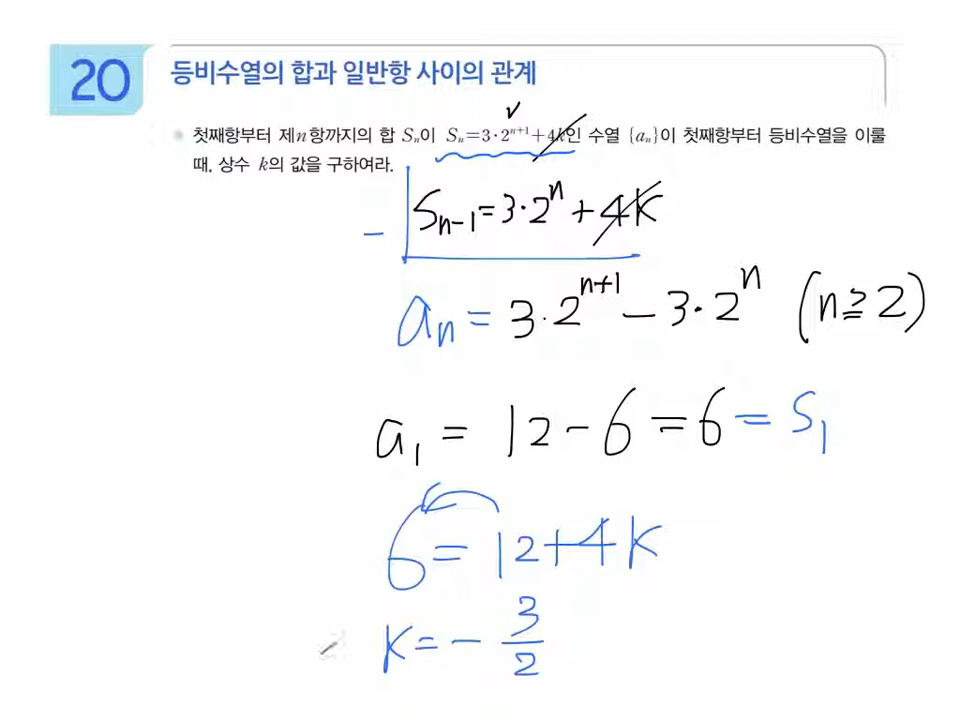 20
등비수열의 합과 일반항 사이의 관계
첫째항부터 제n항까지의 합 Sₙ이 Sₙ=3·2ⁿ⁺¹+4k인 수열 {aₙ}이 첫째항부터 등비수열을 이룰
때, 상수 k의 값을 구하여라.
Sₙ₋₁=3·2ⁿ+4K
−
aₙ = 3·2ⁿ⁺¹ − 3·2ⁿ (n≧2)
a₁ = 12 − 6 = 6 = S₁
6 = 12+4K
K = − 3/2